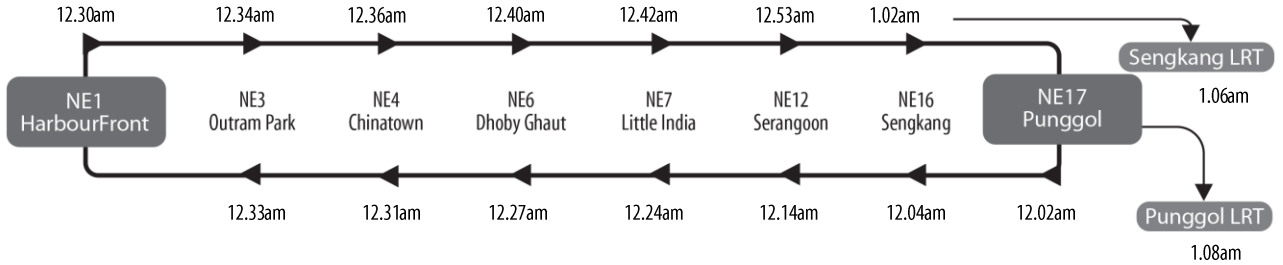 12.30am 12.34am 12.36am 12.40am 12.42am 12.53am 1.02am
Sengkang LRT
1.06am
NE1
HarbourFront
NE3
Outram Park
NE4
Chinatown
NE6
Dhoby Ghaut
NE7
Little India
NE12
Serangoon
NE16
Sengkang
NE17
Punggol
12.33am 12.31am 12.27am 12.24am 12.14am 12.04am 12.02am
Punggol LRT
1.08am